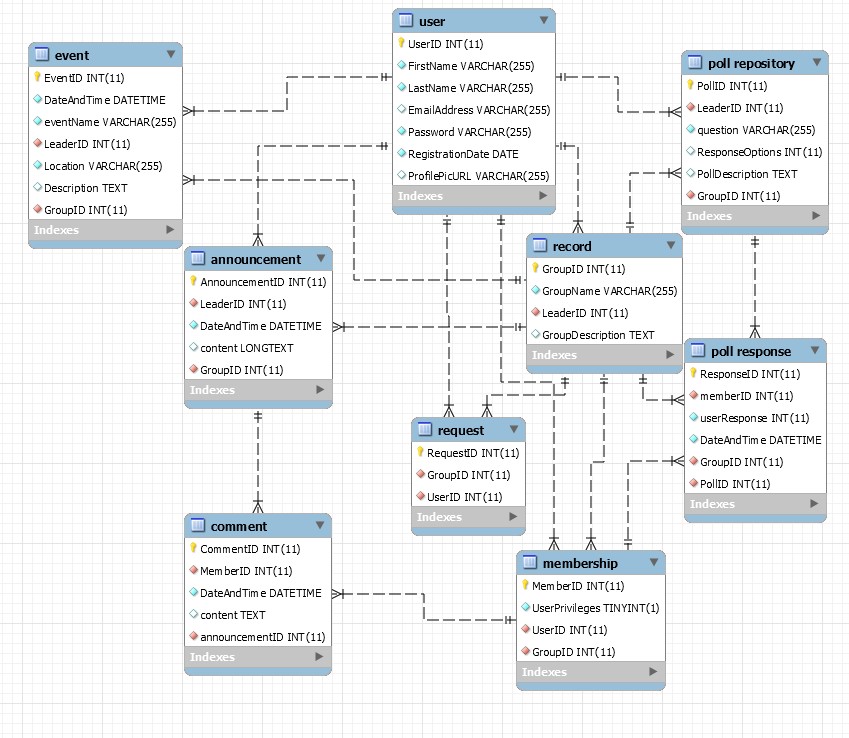 user
UserID INT(11)
FirstName VARCHAR(255)
LastName VARCHAR(255)
EmailAddress VARCHAR(255)
Password VARCHAR(255)
RegistrationDate DATE
ProfilePicURL VARCHAR(255)
Indexes
event
EventID INT(11)
DateAndTime DATETIME
eventName VARCHAR(255)
LeaderID INT(11)
Location VARCHAR(255)
Description TEXT
GroupID INT(11)
Indexes
poll repository
PollID INT(11)
LeaderID INT(11)
question VARCHAR(255)
ResponseOptions INT(11)
PollDescription TEXT
GroupID INT(11)
Indexes
announcement
AnnouncementID INT(11)
LeaderID INT(11)
DateAndTime DATETIME
content LONGTEXT
GroupID INT(11)
Indexes
record
GroupID INT(11)
GroupName VARCHAR(255)
LeaderID INT(11)
GroupDescription TEXT
Indexes
poll response
ResponseID INT(11)
memberID INT(11)
userResponse INT(11)
DateAndTime DATETIME
GroupID INT(11)
PollID INT(11)
Indexes
request
RequestID INT(11)
GroupID INT(11)
UserID INT(11)
Indexes
comment
CommentID INT(11)
MemberID INT(11)
DateAndTime DATETIME
content TEXT
announcementID INT(11)
Indexes
membership
MemberID INT(11)
UserPrivileges TINYINT(1)
UserID INT(11)
GroupID INT(11)
Indexes